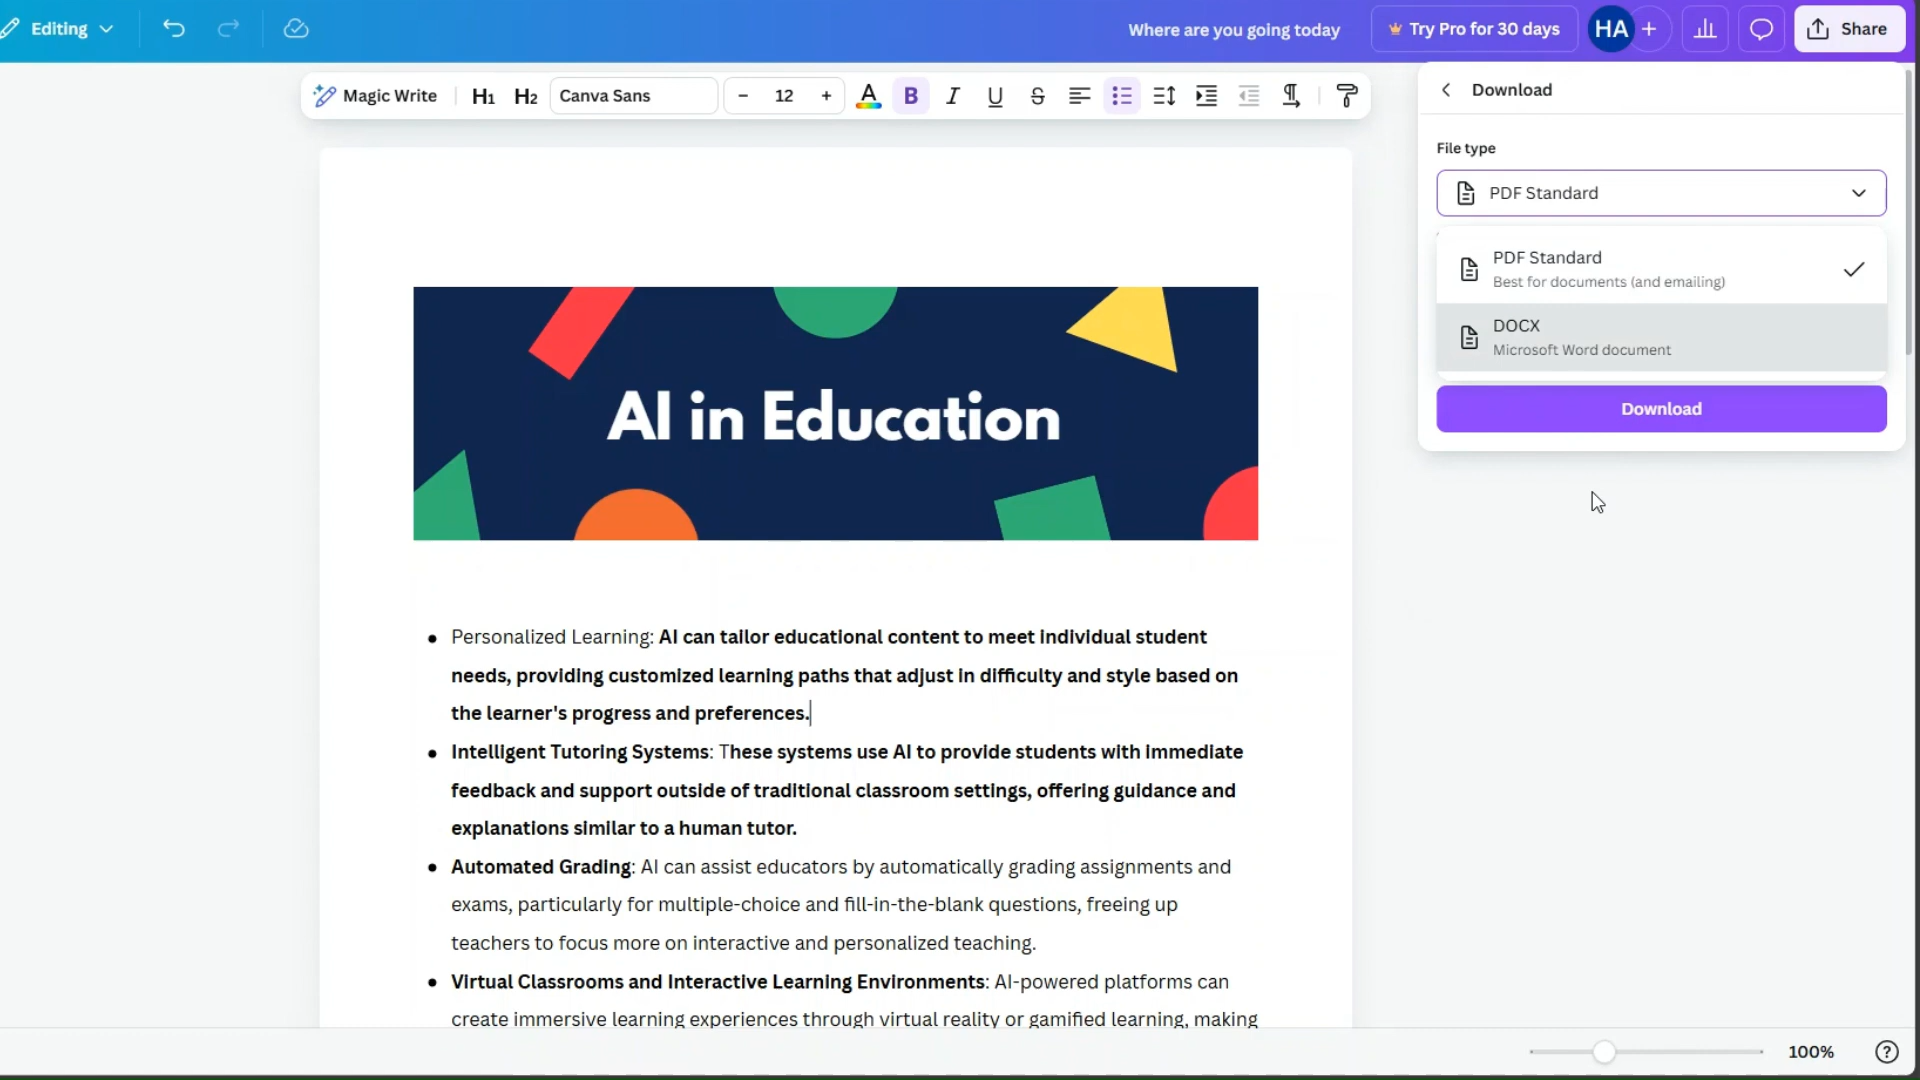 Editing
Where are you going today
Try Pro for 30 days
HA
+
Share
Magic Write
H1
H2
Canva Sans
− 12 +
A
B
I
U
S
Download
File type
PDF Standard
PDF Standard
Best for documents (and emailing)
DOCX
Microsoft Word document
Download
AI in Education
• Personalized Learning: AI can tailor educational content to meet individual student
needs, providing customized learning paths that adjust in difficulty and style based on
the learner's progress and preferences.
• Intelligent Tutoring Systems: These systems use AI to provide students with immediate
feedback and support outside of traditional classroom settings, offering guidance and
explanations similar to a human tutor.
• Automated Grading: AI can assist educators by automatically grading assignments and
exams, particularly for multiple-choice and fill-in-the-blank questions, freeing up
teachers to focus more on interactive and personalized teaching.
• Virtual Classrooms and Interactive Learning Environments: AI-powered platforms can
create immersive learning experiences through virtual reality or gamified learning, making
100%
?